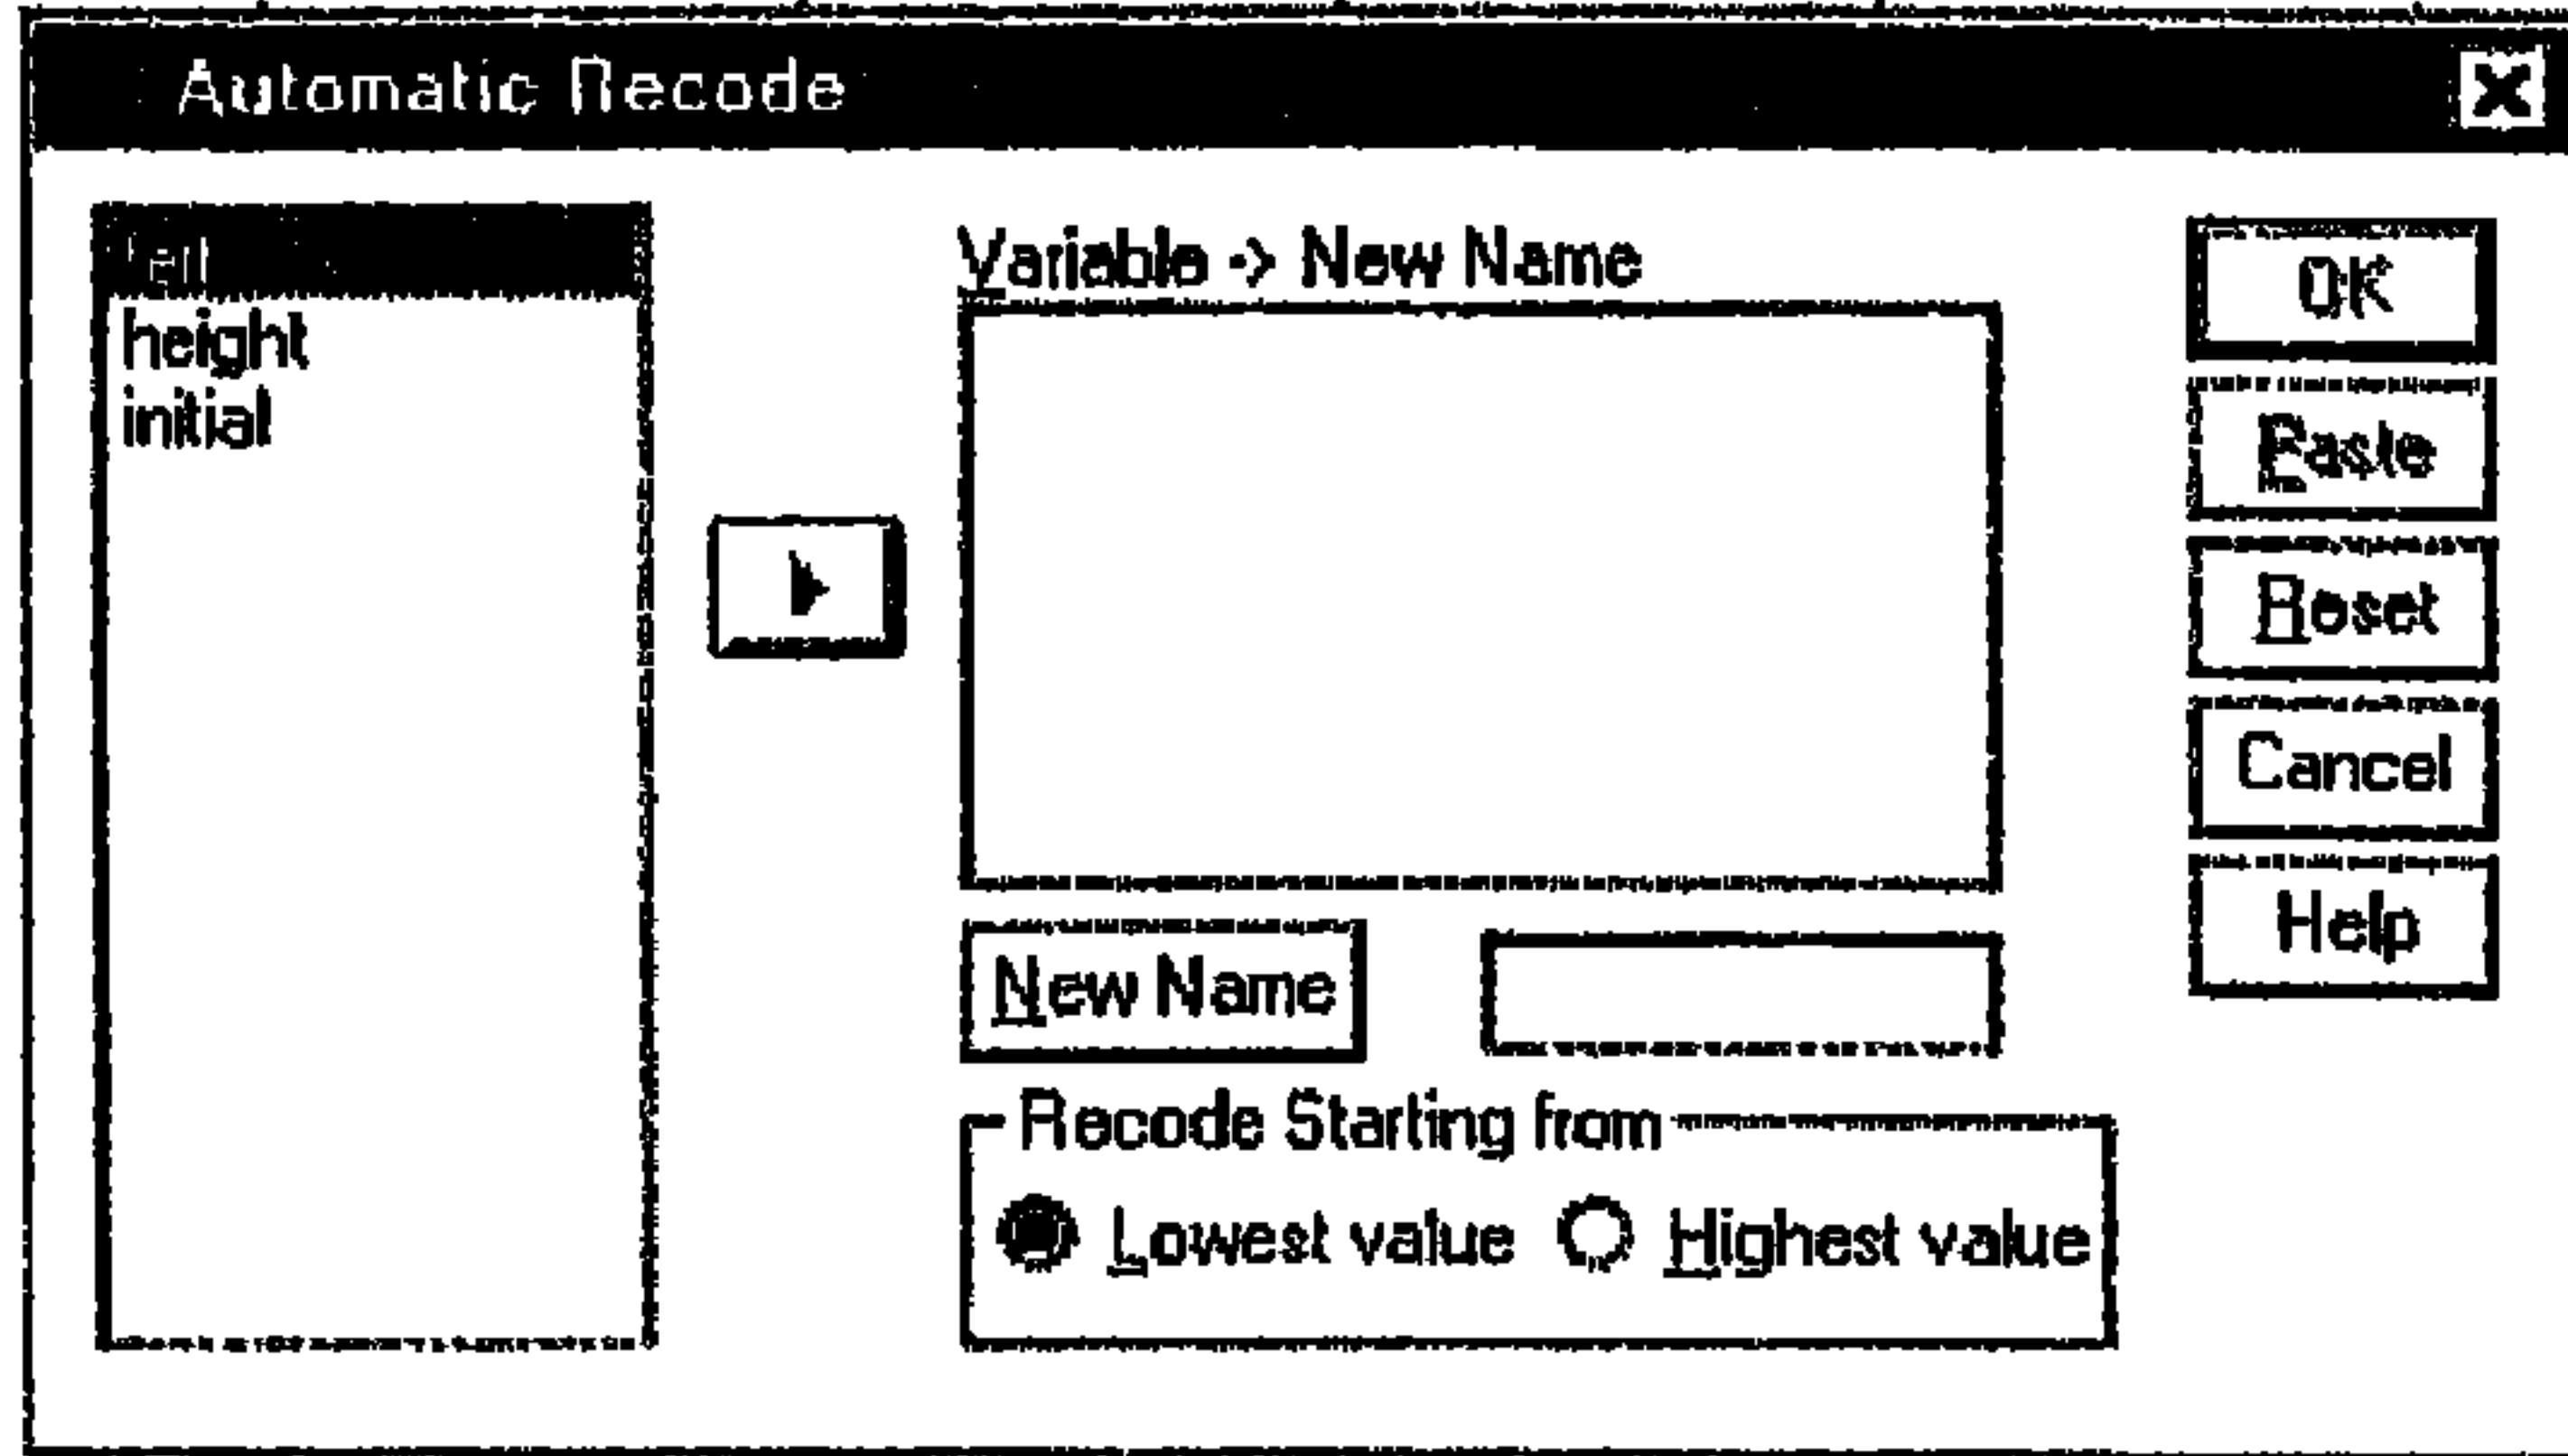 Automatic Recode
height
initial
Variable -> New Name
New Name
Recode Starting from
Lowest value Highest value
OK
Paste
Reset
Cancel
Help